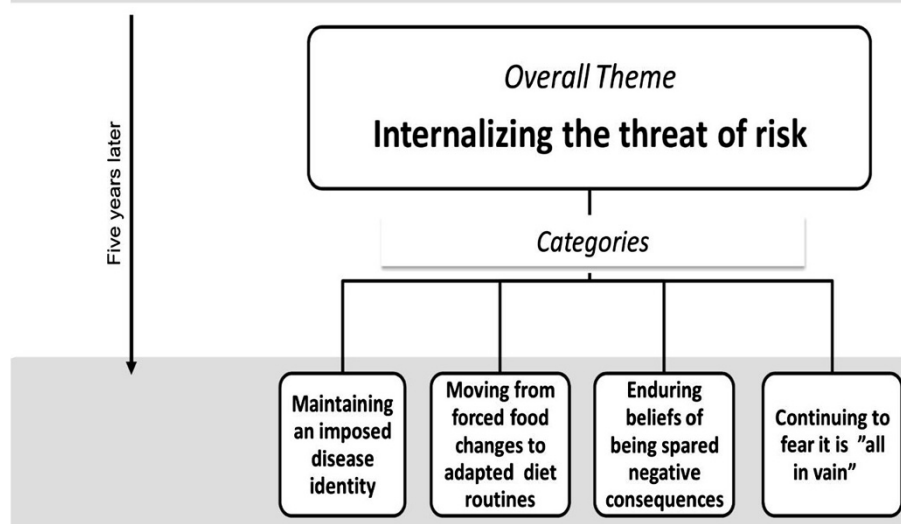 Five years later
Overall Theme
Internalizing the threat of risk
Categories
Maintaining
an imposed
disease
identity
Moving from
forced food
changes to
adapted diet
routines
Enduring
beliefs of
being spared
negative
consequences
Continuing to
fear it is ”all
in vain”